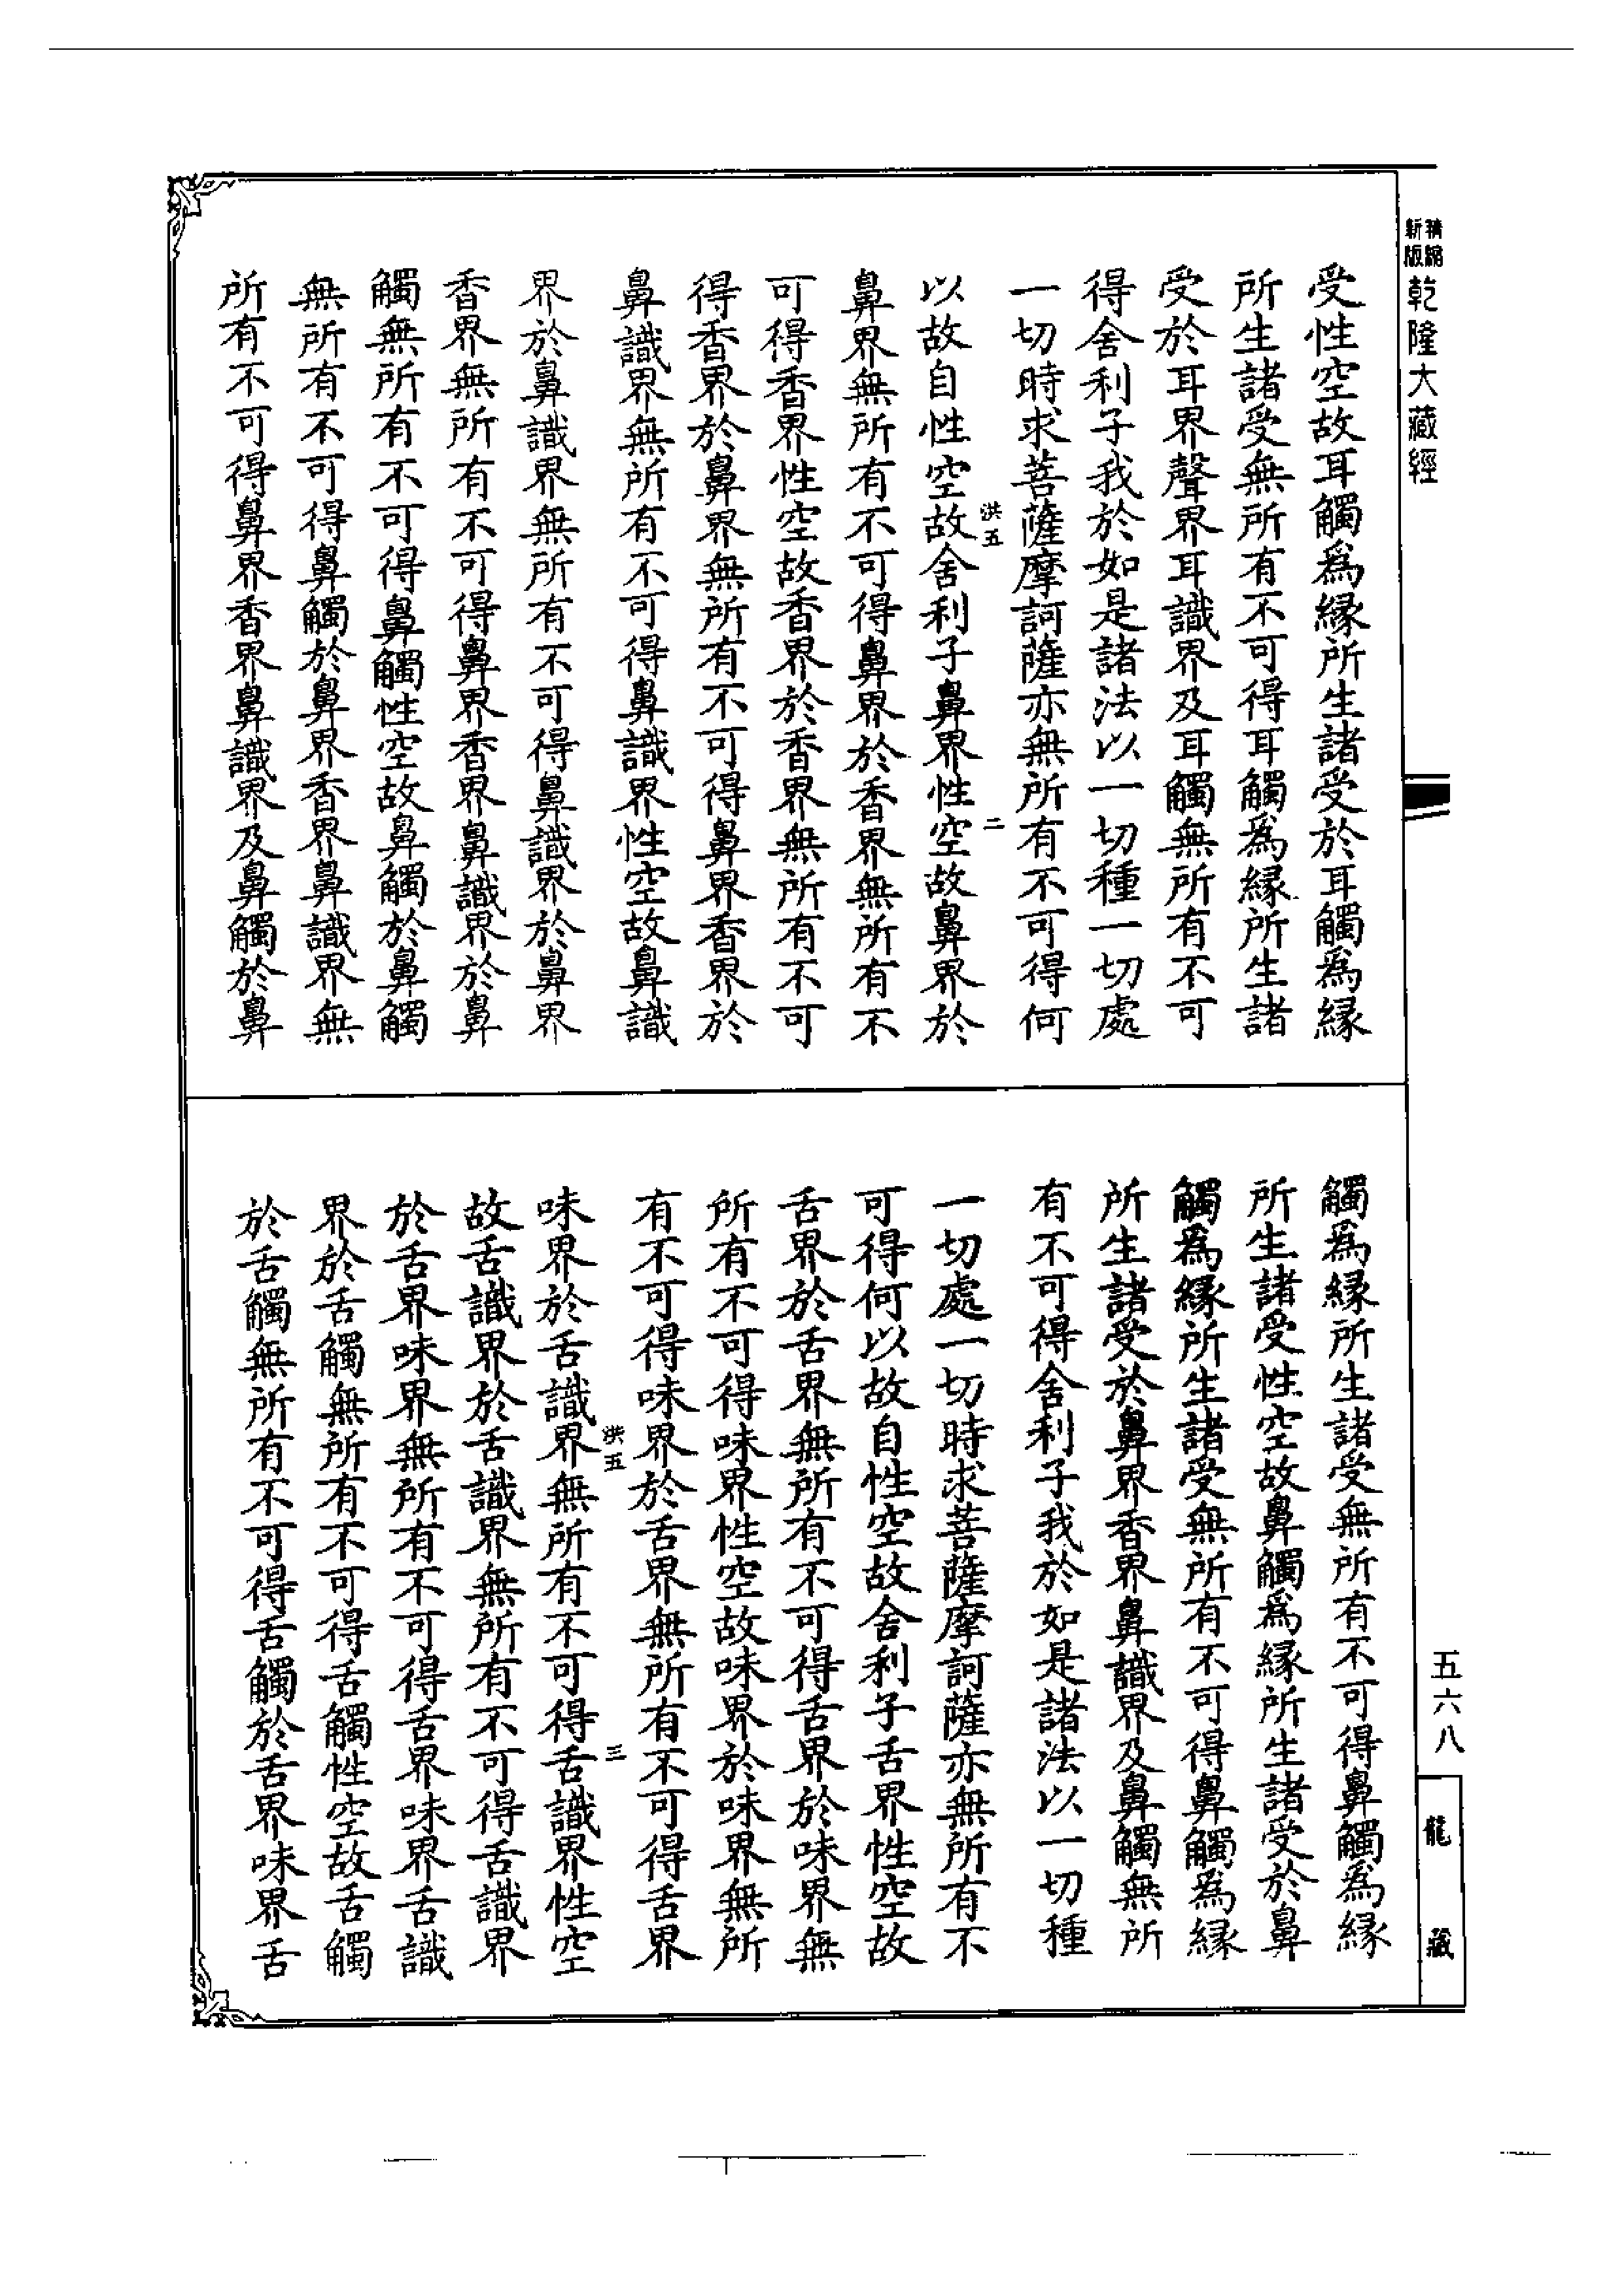 精縮
新版
乾隆大藏經
受性空故耳觸為緣所生諸受於耳觸為緣
所生諸受無所有不可得耳觸為緣所生諸
受於耳界聲界耳識界及耳觸無所有不可
得舍利子我於如是諸法以一切種一切處
一切時求菩薩摩訶薩亦無所有不可得何
洪五
二
以故自性空故舍利子鼻界性空故鼻界於
鼻界無所有不可得鼻界於香界無所有不
可得香界性空故香界於香界無所有不可
得香界於鼻界無所有不可得鼻界香界於
鼻識界無所有不可得鼻識界性空故鼻識
界於鼻識界無所有不可得鼻識界於鼻界
香界無所有不可得鼻界香界鼻識界於鼻
觸無所有不可得鼻觸性空故鼻觸於鼻觸
無所有不可得鼻觸於鼻界香界鼻識界無
所有不可得鼻界香界鼻識界及鼻觸於鼻
觸為緣所生諸受無所有不可得鼻觸為緣
所生諸受性空故鼻觸為緣所生諸受於鼻
觸為緣所生諸受無所有不可得鼻觸為緣
所生諸受於鼻界香界鼻識界及鼻觸無所
有不可得舍利子我於如是諸法以一切種
一切處一切時求菩薩摩訶薩亦無所有不
可得何以故自性空故舍利子舌界性空故
舌界於舌界無所有不可得舌界於味界無
所有不可得味界性空故味界於味界無所
有不可得味界於舌界無所有不可得舌界
洪五
三
味界於舌識界無所有不可得舌識界性空
故舌識界於舌識界無所有不可得舌識界
於舌界味界無所有不可得舌界味界舌識
界於舌觸無所有不可得舌觸性空故舌觸
於舌觸無所有不可得舌觸於舌界味界舌
五六八
龍藏